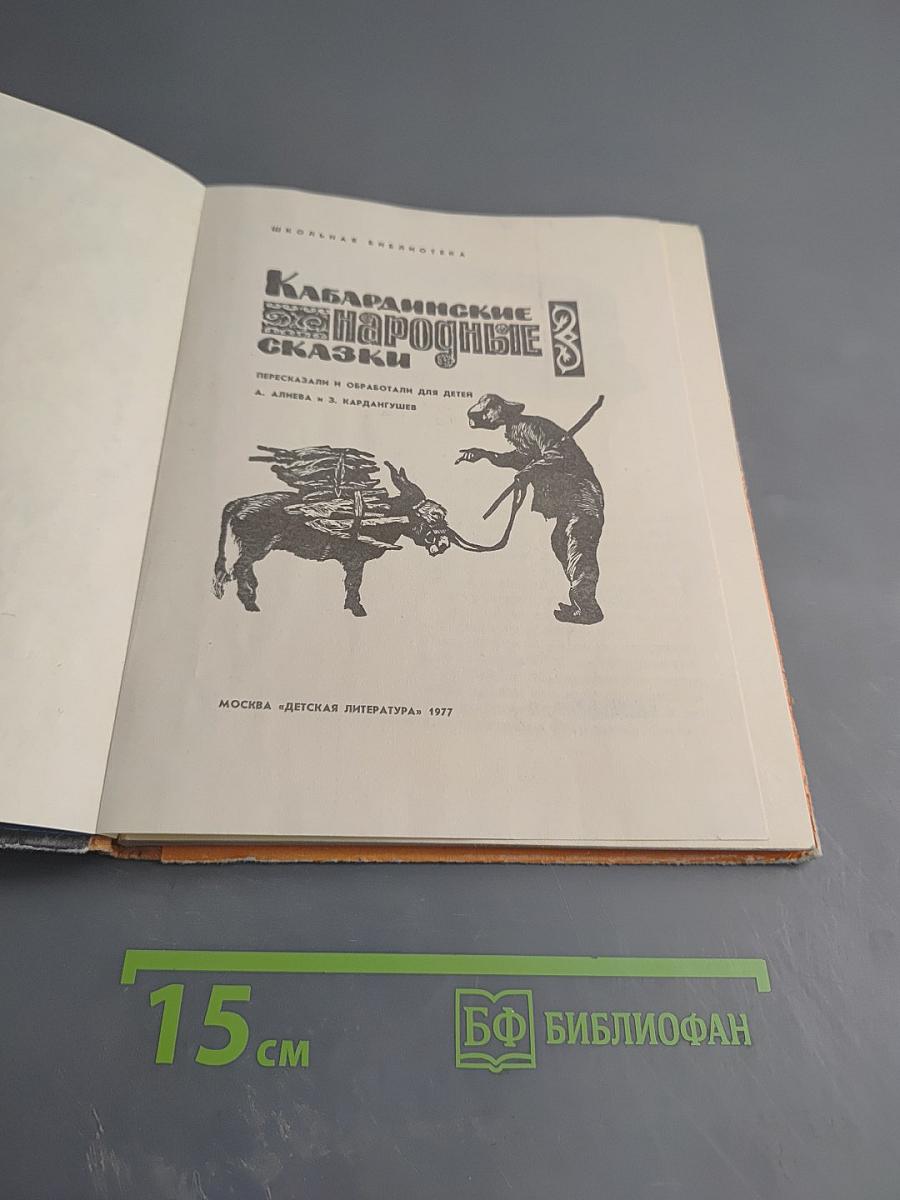 ШКОЛЬНАЯ БИБЛИОТЕКА
КАБАРДИНСКИЕ
НАРОДНЫЕ
СКАЗКИ
ПЕРЕСКАЗАЛИ И ОБРАБОТАЛИ ДЛЯ ДЕТЕЙ
А. АЛИЕВА и З. КАРДАНГУШЕВ
МОСКВА «ДЕТСКАЯ ЛИТЕРАТУРА» 1977
15 СМ
БФ БИБЛИОФАН